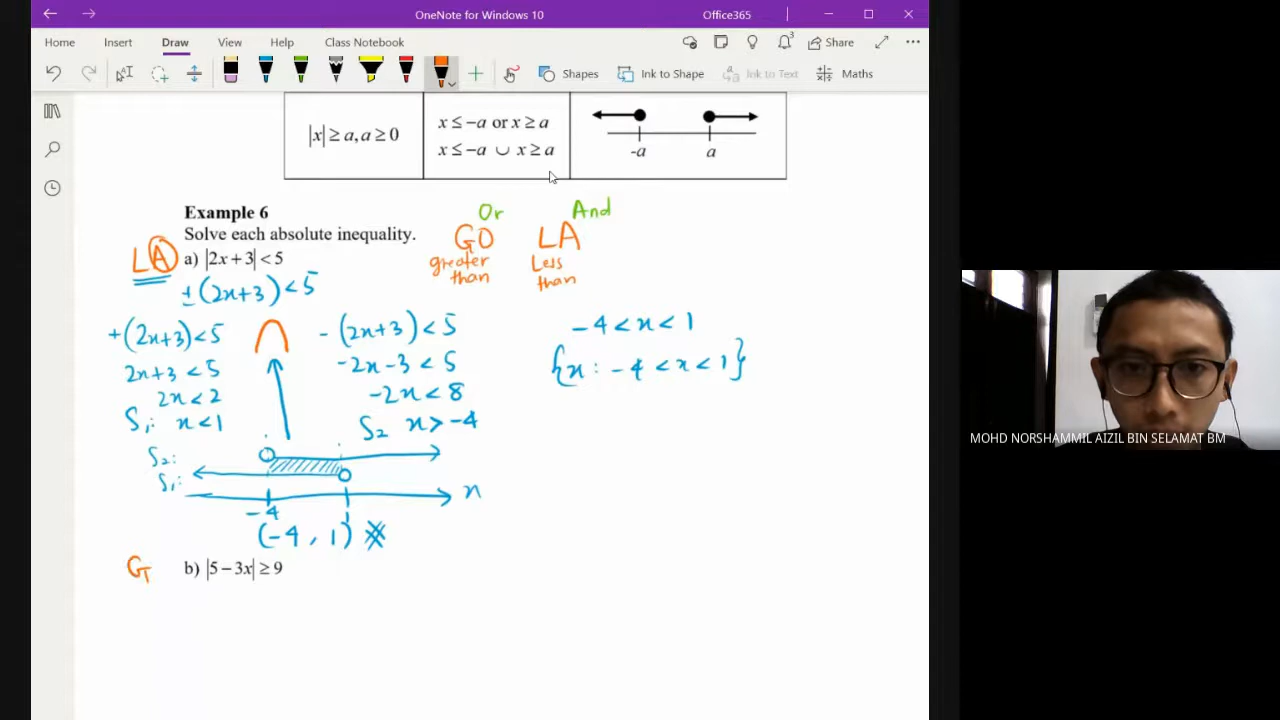 OneNote for Windows 10
Office365
Home Insert Draw View Help Class Notebook
3
Share
Shapes
Ink to Shape
Ink to Text
Maths
|x| ≥ a, a ≥ 0
x ≤ −a or x ≥ a
x ≤ −a ∪ x ≥ a
-a a
Example 6
Solve each absolute inequality.
Or And
GO LA
greater than
Less than
LA a) |2x + 3| < 5
±(2x+3) < 5
+(2x+3) < 5
2x+3 < 5
2x < 2
S₁: x < 1
-(2x+3) < 5
-2x-3 < 5
-2x < 8
S₂ x > -4
-4 < x < 1
{x : -4 < x < 1}
S₂:
S₁:
x
-4 1
(-4, 1)
G b) |5 − 3x| ≥ 9
MOHD NORSHAMMIL AIZIL BIN SELAMAT BM